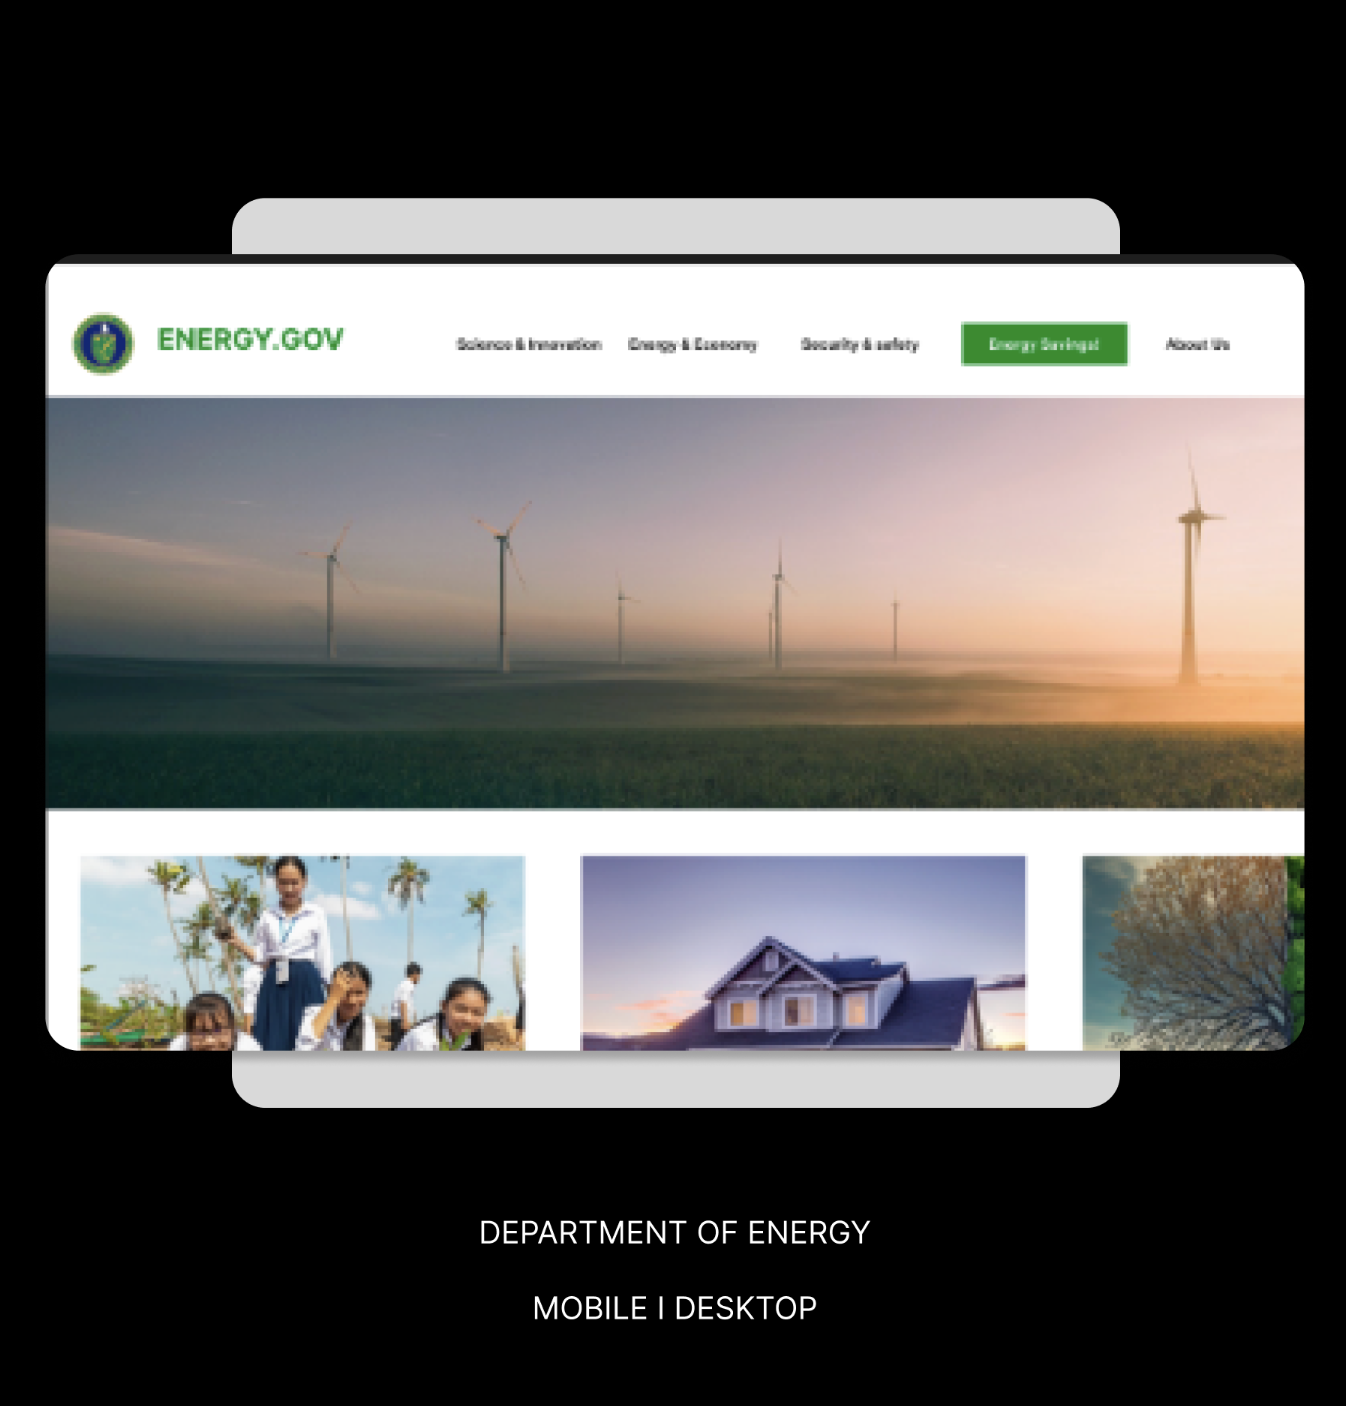 ENERGY.GOV
Science & Innovation Energy & Economy Security & safety Energy Savings! About Us
DEPARTMENT OF ENERGY
MOBILE I DESKTOP